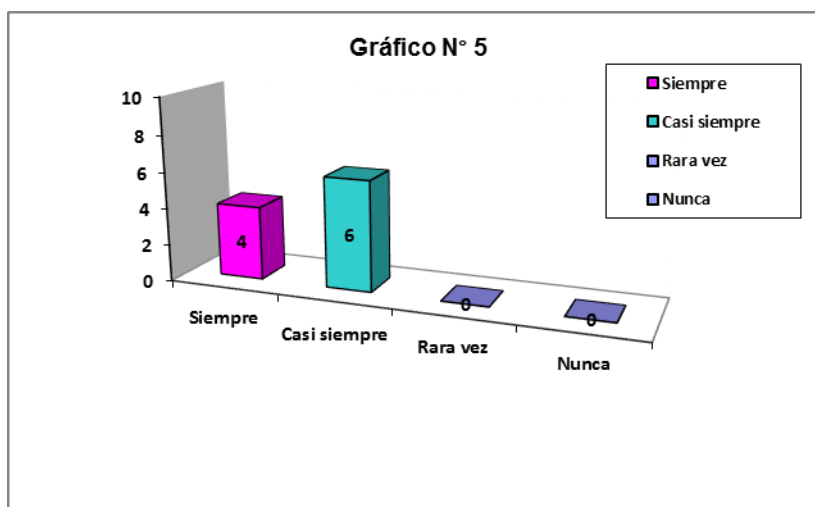 Gráfico N° 5
Siempre
Casi siempre
Rara vez
Nunca
10
8
6
4
2
0
4
6
0
0
Siempre
Casi siempre
Rara vez
Nunca